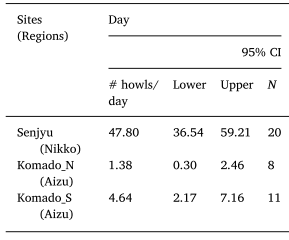 Sites
(Regions)
Day
95% CI
# howls/
day
Lower
Upper
N
Senjyu
(Nikko)
47.80
36.54
59.21
20
Komado_N
(Aizu)
1.38
0.30
2.46
8
Komado_S
(Aizu)
4.64
2.17
7.16
11